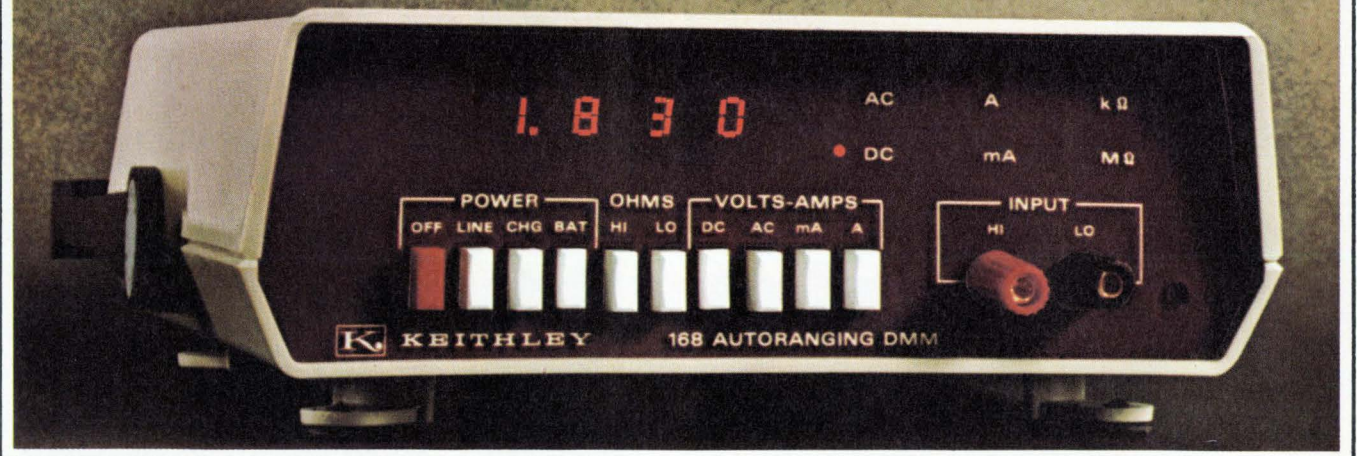 1.830
AC A kΩ
DC mA MΩ
POWER OHMS VOLTS-AMPS INPUT
OFF LINE CHG BAT HI LO DC AC mA A HI LO
K. KEITHLEY 168 AUTORANGING DMM